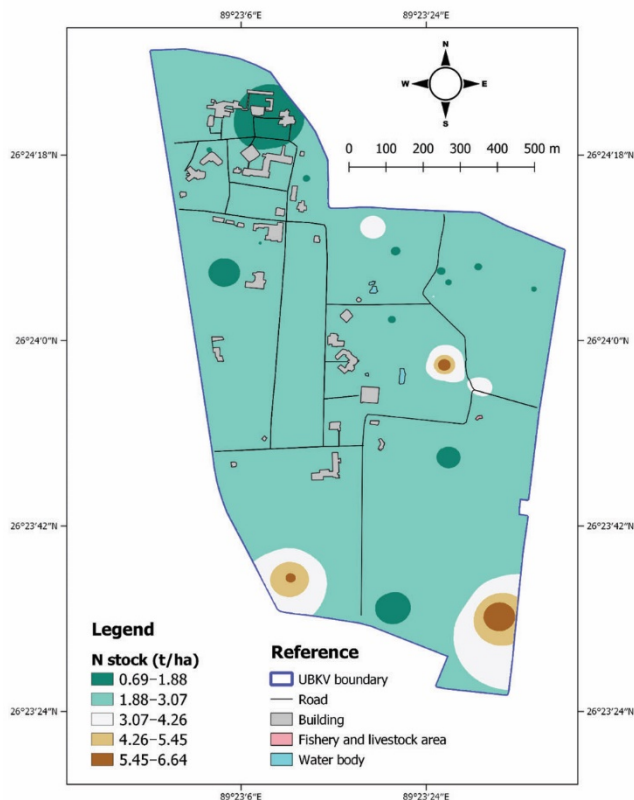 89°23'6"E 89°23'24"E
N
W E
S
0 100 200 300 400 500 m
26°24'18"N 26°24'18"N
26°24'0"N 26°24'0"N
26°23'42"N 26°23'42"N
26°23'24"N 26°23'24"N
Legend
N stock (t/ha)
0.69–1.88
1.88–3.07
3.07–4.26
4.26–5.45
5.45–6.64
Reference
UBKV boundary
Road
Building
Fishery and livestock area
Water body
89°23'6"E 89°23'24"E